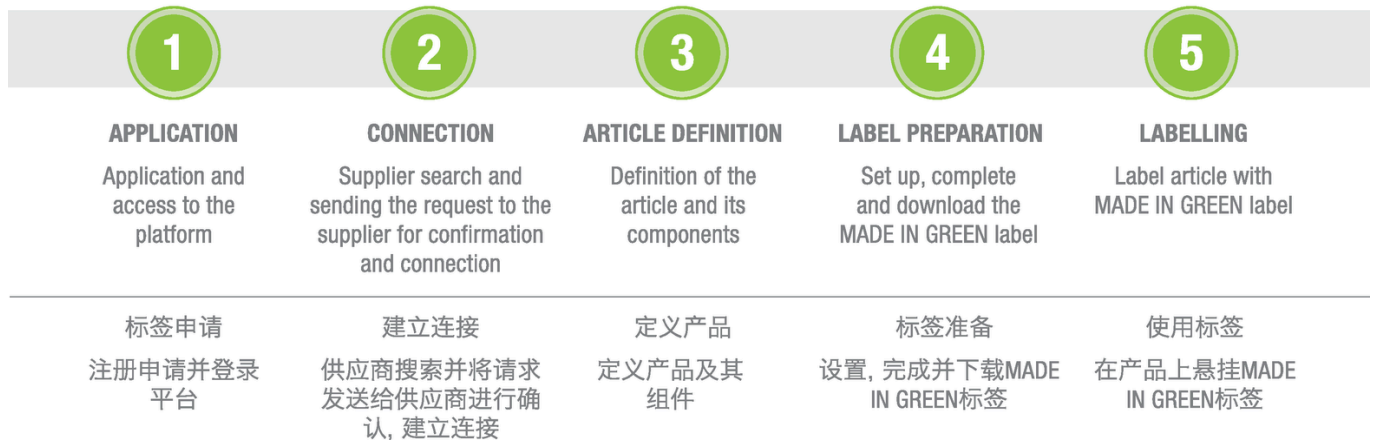 1
2
3
4
5
APPLICATION
Application and
access to the
platform
CONNECTION
Supplier search and
sending the request to the
supplier for confirmation
and connection
ARTICLE DEFINITION
Definition of the
article and its
components
LABEL PREPARATION
Set up, complete
and download the
MADE IN GREEN label
LABELLING
Label article with
MADE IN GREEN label
标签申请
注册申请并登录
平台
建立连接
供应商搜索并将请求
发送给供应商进行确
认, 建立连接
定义产品
定义产品及其
组件
标签准备
设置, 完成并下载MADE
IN GREEN标签
使用标签
在产品上悬挂MADE
IN GREEN标签